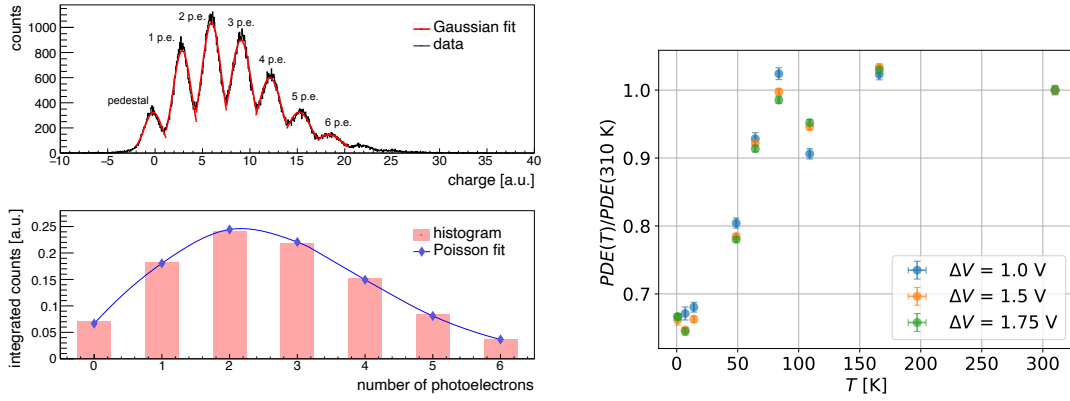 counts
1000
800
600
400
200
0
pedestal
1 p.e.
2 p.e.
3 p.e.
4 p.e.
5 p.e.
6 p.e.
Gaussian fit
data
−10 −5 0 5 10 15 20 25 30 35 40
charge [a.u.]
integrated counts [a.u.]
0.25
0.2
0.15
0.1
0.05
0
histogram
Poisson fit
0 1 2 3 4 5 6
number of photoelectrons
PDE(T)/PDE(310 K)
1.0
0.9
0.8
0.7
ΔV = 1.0 V
ΔV = 1.5 V
ΔV = 1.75 V
0 50 100 150 200 250 300
T [K]